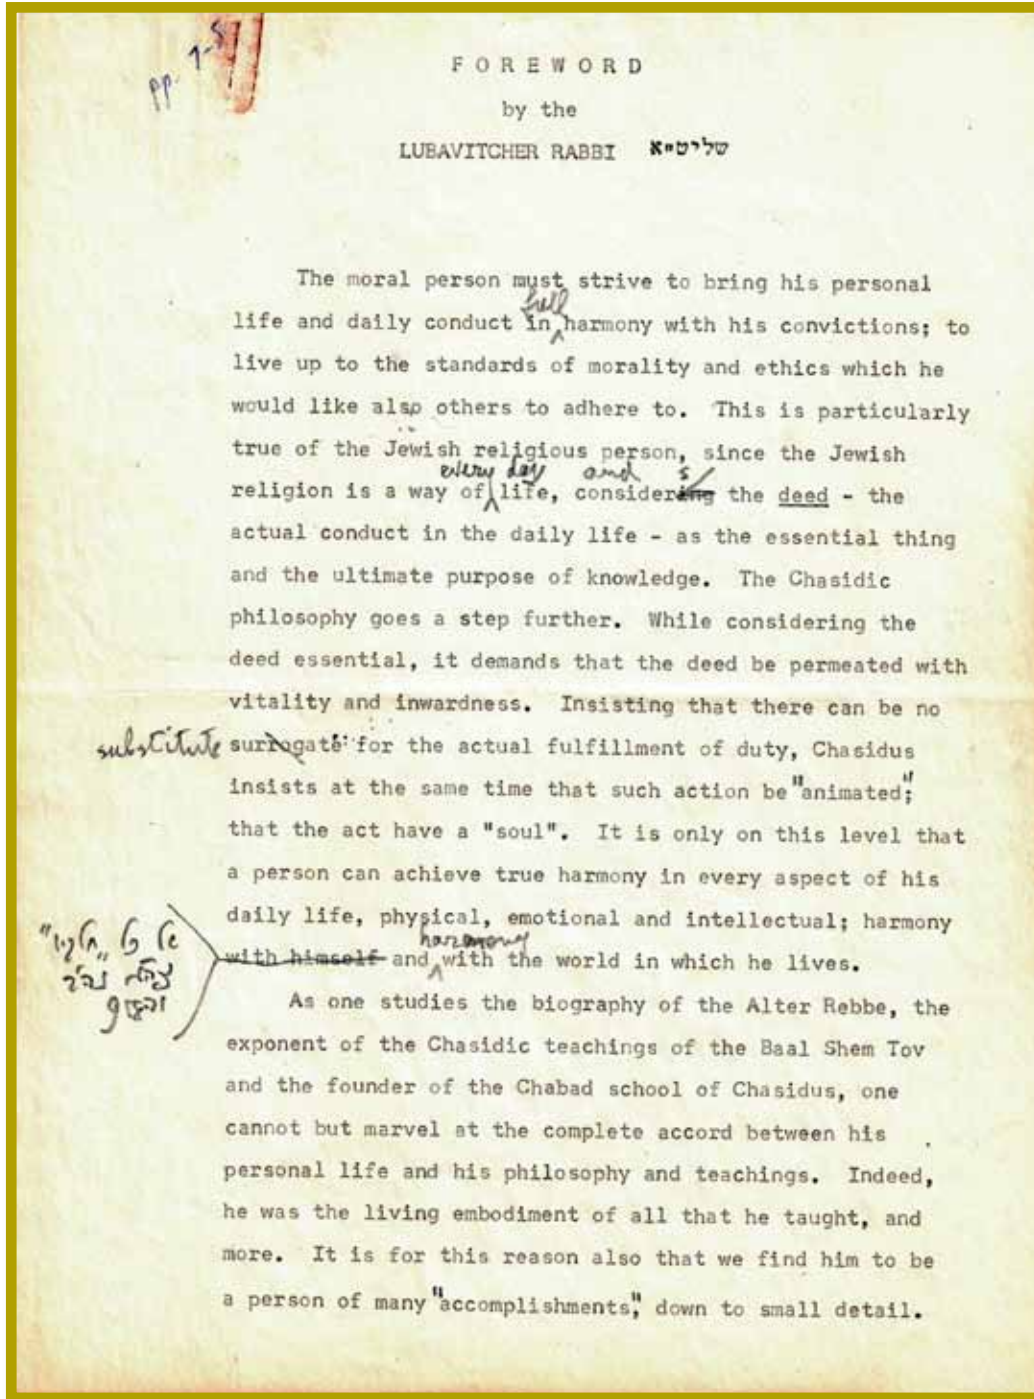 pp. 1-5
FOREWORD
by the
LUBAVITCHER RABBI שליט"א
The moral person must strive to bring his personal
full
life and daily conduct in harmony with his convictions; to
live up to the standards of morality and ethics which he
would like also others to adhere to. This is particularly
true of the Jewish religious person, since the Jewish
every day and s
religion is a way of life, considering the deed - the
actual conduct in the daily life - as the essential thing
and the ultimate purpose of knowledge. The Chasidic
philosophy goes a step further. While considering the
deed essential, it demands that the deed be permeated with
vitality and inwardness. Insisting that there can be no
substitute surrogate for the actual fulfillment of duty, Chasidus
insists at the same time that such action be "animated";
that the act have a "soul". It is only on this level that
a person can achieve true harmony in every aspect of his
daily life, physical, emotional and intellectual; harmony
harmony
with himself and with the world in which he lives.
As one studies the biography of the Alter Rebbe, the
exponent of the Chasidic teachings of the Baal Shem Tov
and the founder of the Chabad school of Chasidus, one
cannot but marvel at the complete accord between his
personal life and his philosophy and teachings. Indeed,
he was the living embodiment of all that he taught, and
more. It is for this reason also that we find him to be
a person of many "accomplishments", down to small detail.